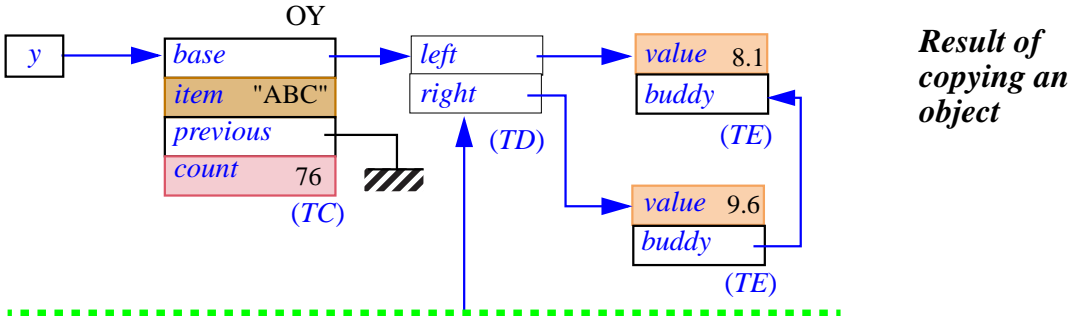 OY
y
base
item "ABC"
previous
count 76
(TC)
left
right
(TD)
value 8.1
buddy
(TE)
value 9.6
buddy
(TE)
Result of
copying an
object